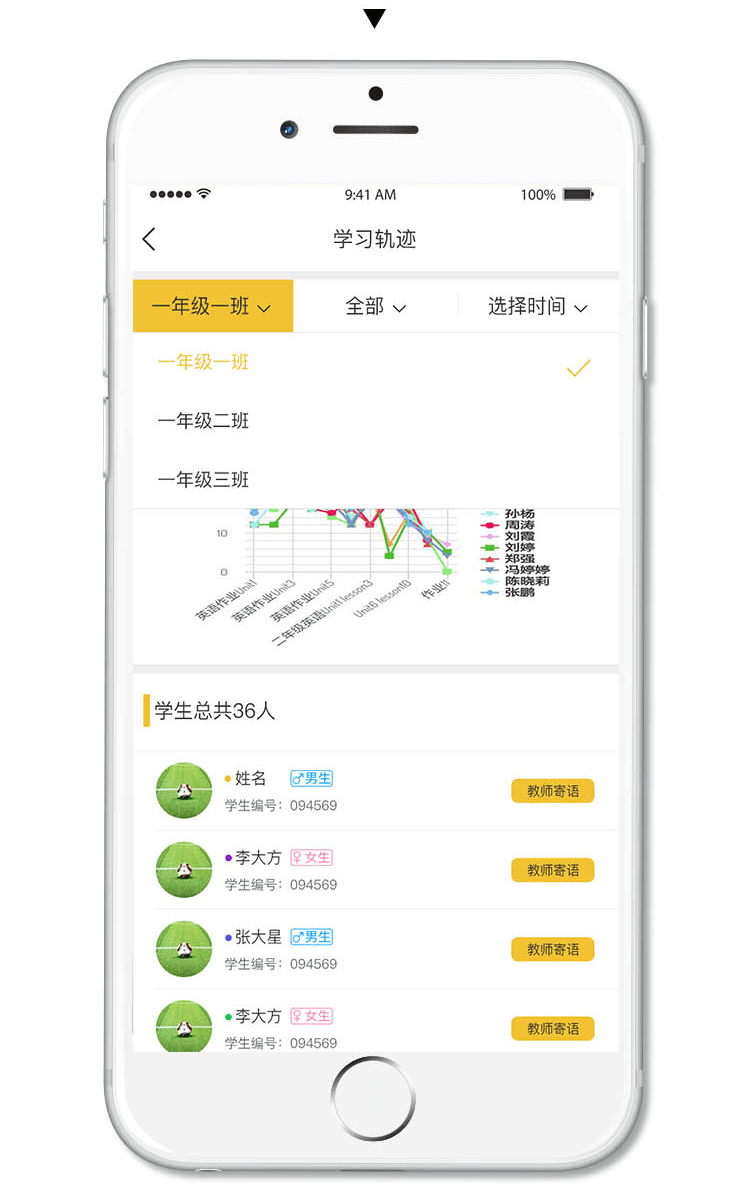 9:41 AM 100%
学习轨迹
一年级一班 全部 选择时间
一年级一班
一年级二班
一年级三班
孙杨
周涛
刘霞
刘婷
郑强
冯婷婷
陈晓莉
张鹏
10
0
英语作业Unit1
英语作业Unit3
英语作业Unit5
二年级英语Unit1 lesson3
Unit6 lesson10
作业11
学生总共36人
姓名 男生
学生编号：094569
教师寄语
李大方 女生
学生编号：094569
教师寄语
张大星 男生
学生编号：094569
教师寄语
李大方 女生
学生编号：094569
教师寄语